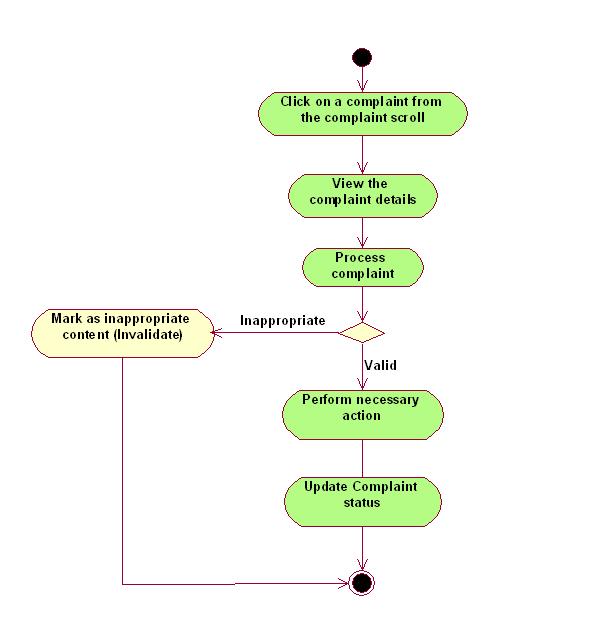 Click on a complaint from
the complaint scroll
View the
complaint details
Process
complaint
Mark as inappropriate
content (Invalidate)
Inappropriate
Valid
Perform necessary
action
Update Complaint
status